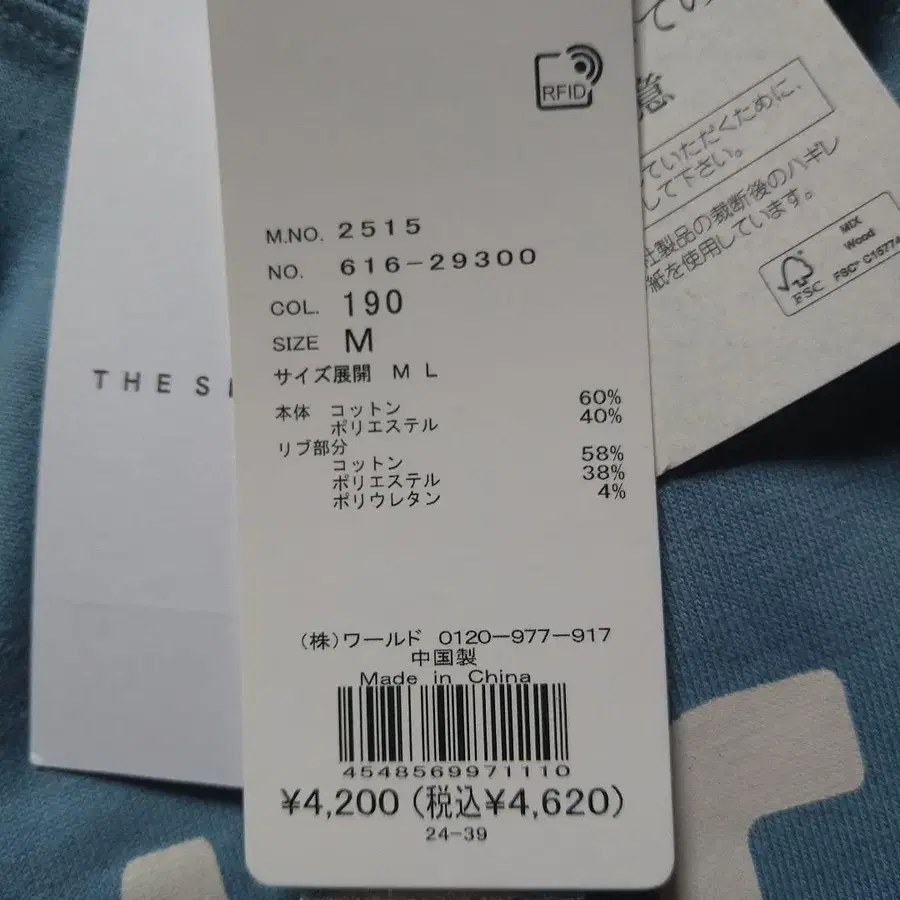 RFID
M.NO. 2515
NO. 616-29300
COL. 190
SIZE M
サイズ展開 M L
本体 コットン 60%
ポリエステル 40%
リブ部分
コットン 58%
ポリエステル 38%
ポリウレタン 4%
(株)ワールド 0120-977-917
中国製
Made in China
4548569971110
¥4,200(税込¥4,620)
24-39
THE S
ての
意
ていただくために、
して下さい。
社製品の裁断後のハギレ
紙を使用しています。
FSC
MIX
Wood
FSC® C15774